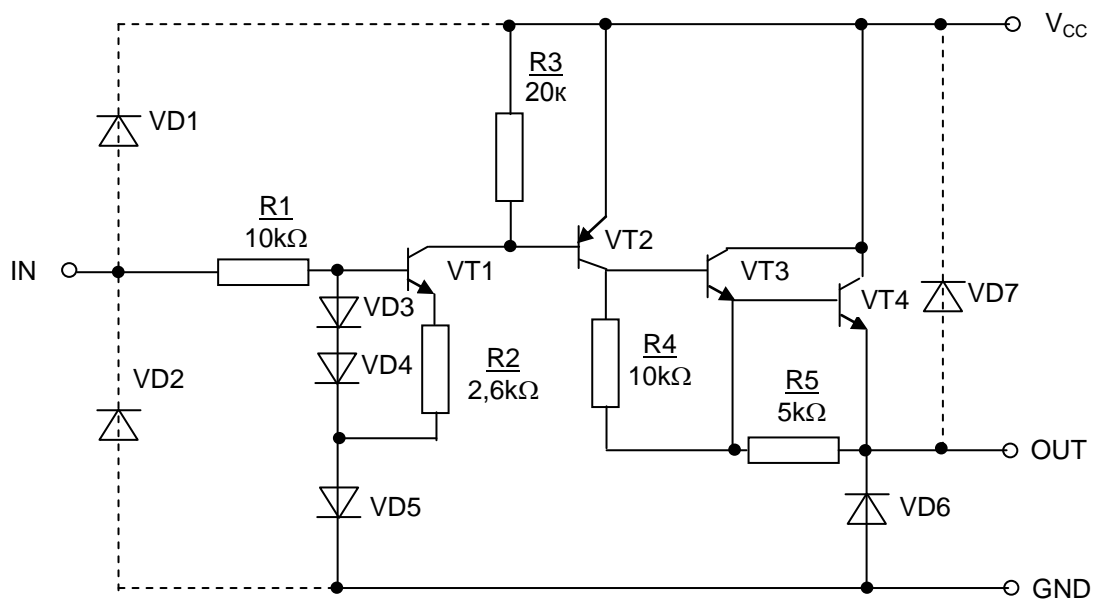 V_CC
R3
20к
VD1
R1
10kΩ
IN
VT1
VT2
VT3
VT4
VD7
VD3
VD4
R2
2,6kΩ
R4
10kΩ
VD2
R5
5kΩ
OUT
VD5
VD6
GND